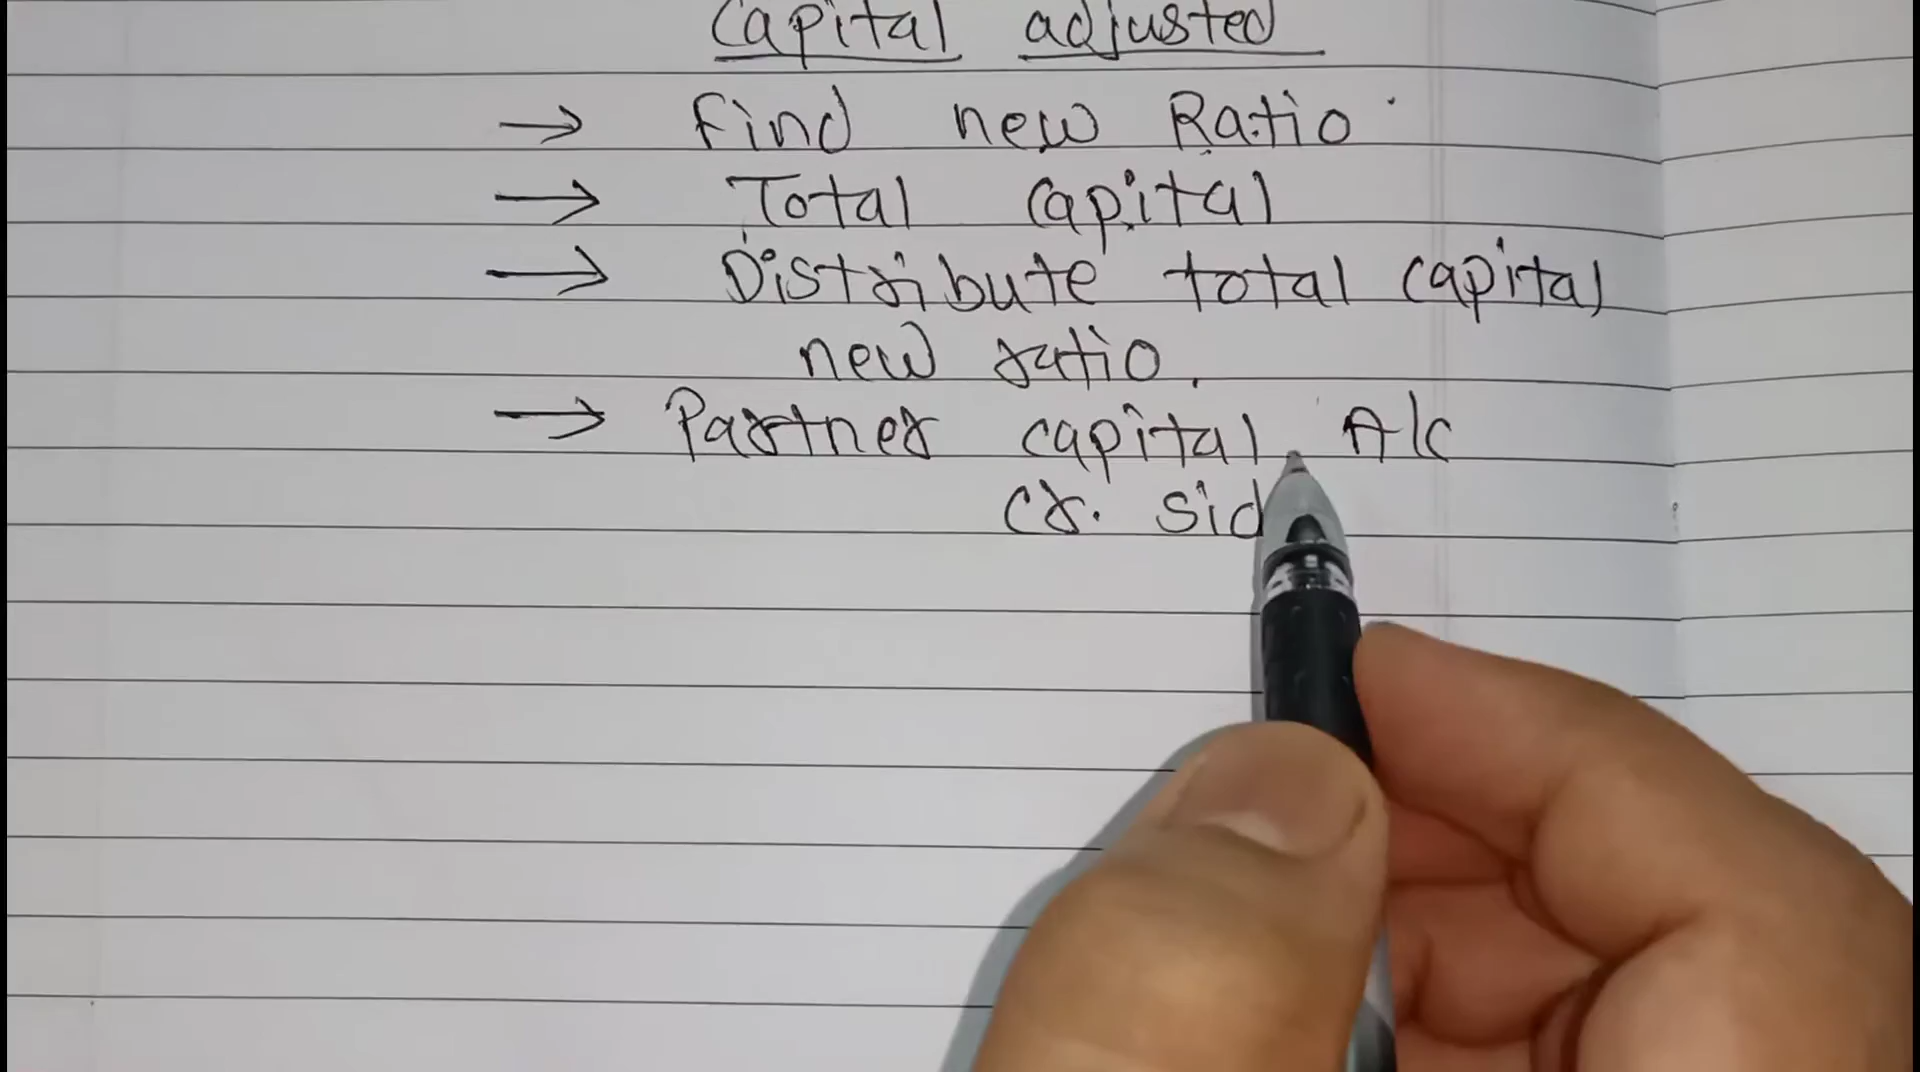 Capital adjusted
→ Find new Ratio
→ Total capital
→ Distribute total capital
new ratio.
→ Partner capital A/c
cr. sid